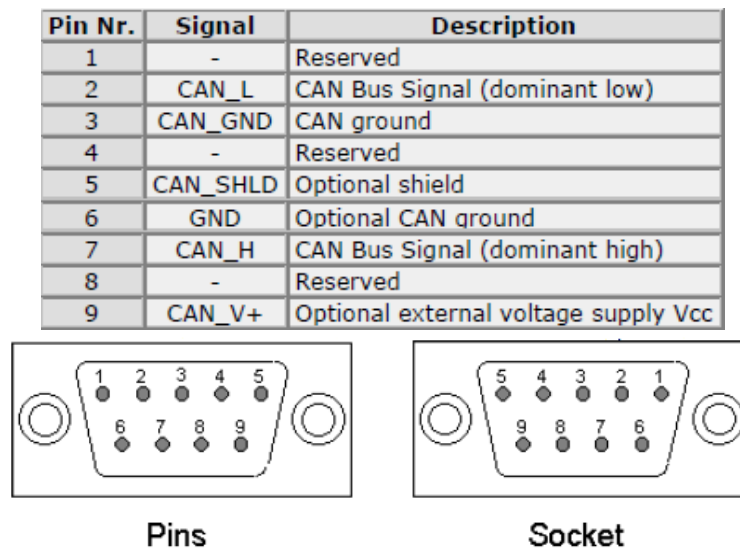 Pin Nr. Signal Description
1 - Reserved
2 CAN_L CAN Bus Signal (dominant low)
3 CAN_GND CAN ground
4 - Reserved
5 CAN_SHLD Optional shield
6 GND Optional CAN ground
7 CAN_H CAN Bus Signal (dominant high)
8 - Reserved
9 CAN_V+ Optional external voltage supply Vcc
1 2 3 4 5
6 7 8 9
5 4 3 2 1
9 8 7 6
Pins
Socket